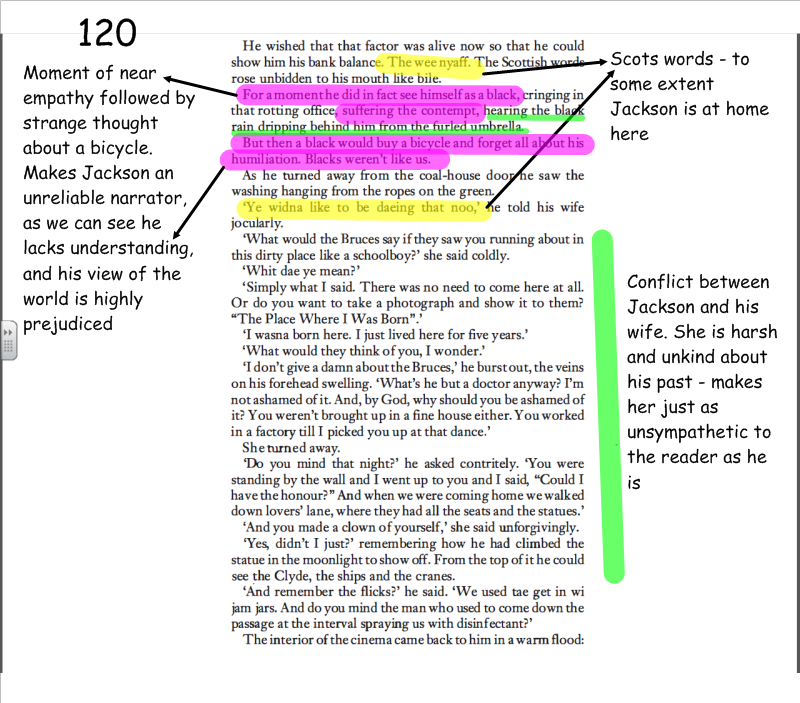 120
Moment of near
empathy followed by
strange thought
about a bicycle.
Makes Jackson an
unreliable narrator,
as we can see he
lacks understanding,
and his view of the
world is highly
prejudiced
He wished that that factor was alive now so that he could
show him his bank balance. The wee nyaff. The Scottish words
rose unbidden to his mouth like bile.
For a moment he did in fact see himself as a black, cringing in
that rotting office, suffering the contempt, hearing the black
rain dripping behind him from the furled umbrella.
But then a black would buy a bicycle and forget all about his
humiliation. Blacks weren't like us.
As he turned away from the coal-house door he saw the
washing hanging from the ropes on the green.
'Ye widna like to be daeing that noo,' he told his wife
jocularly.
'What would the Bruces say if they saw you running about in
this dirty place like a schoolboy?' she said coldly.
'Whit dae ye mean?'
'Simply what I said. There was no need to come here at all.
Or do you want to take a photograph and show it to them?
“The Place Where I Was Born”.'
'I wasna born here. I just lived here for five years.'
'What would they think of you, I wonder.'
'I don't give a damn about the Bruces,' he burst out, the veins
on his forehead swelling. 'What's he but a doctor anyway? I'm
not ashamed of it. And, by God, why should you be ashamed of
it? You weren't brought up in a fine house either. You worked
in a factory till I picked you up at that dance.'
She turned away.
'Do you mind that night?' he asked contritely. 'You were
standing by the wall and I went up to you and I said, “Could I
have the honour?” And when we were coming home we walked
down lovers' lane, where they had all the seats and the statues.'
'And you made a clown of yourself,' she said unforgivingly.
'Yes, didn't I just?' remembering how he had climbed the
statue in the moonlight to show off. From the top of it he could
see the Clyde, the ships and the cranes.
'And remember the flicks?' he said. 'We used tae get in wi
jam jars. And do you mind the man who used to come down the
passage at the interval spraying us with disinfectant?'
The interior of the cinema came back to him in a warm flood:
Scots words - to
some extent
Jackson is at home
here
Conflict between
Jackson and his
wife. She is harsh
and unkind about
his past - makes
her just as
unsympathetic to
the reader as he
is